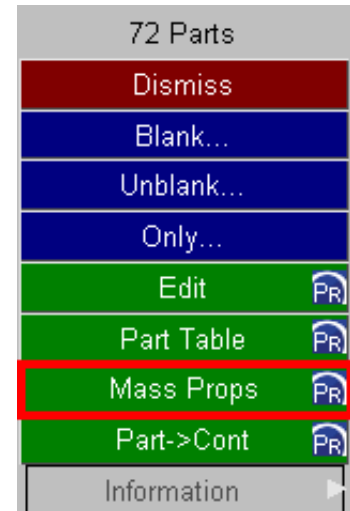 72 Parts
Dismiss
Blank...
Unblank...
Only...
Edit PR
Part Table PR
Mass Props PR
Part->Cont PR
Information